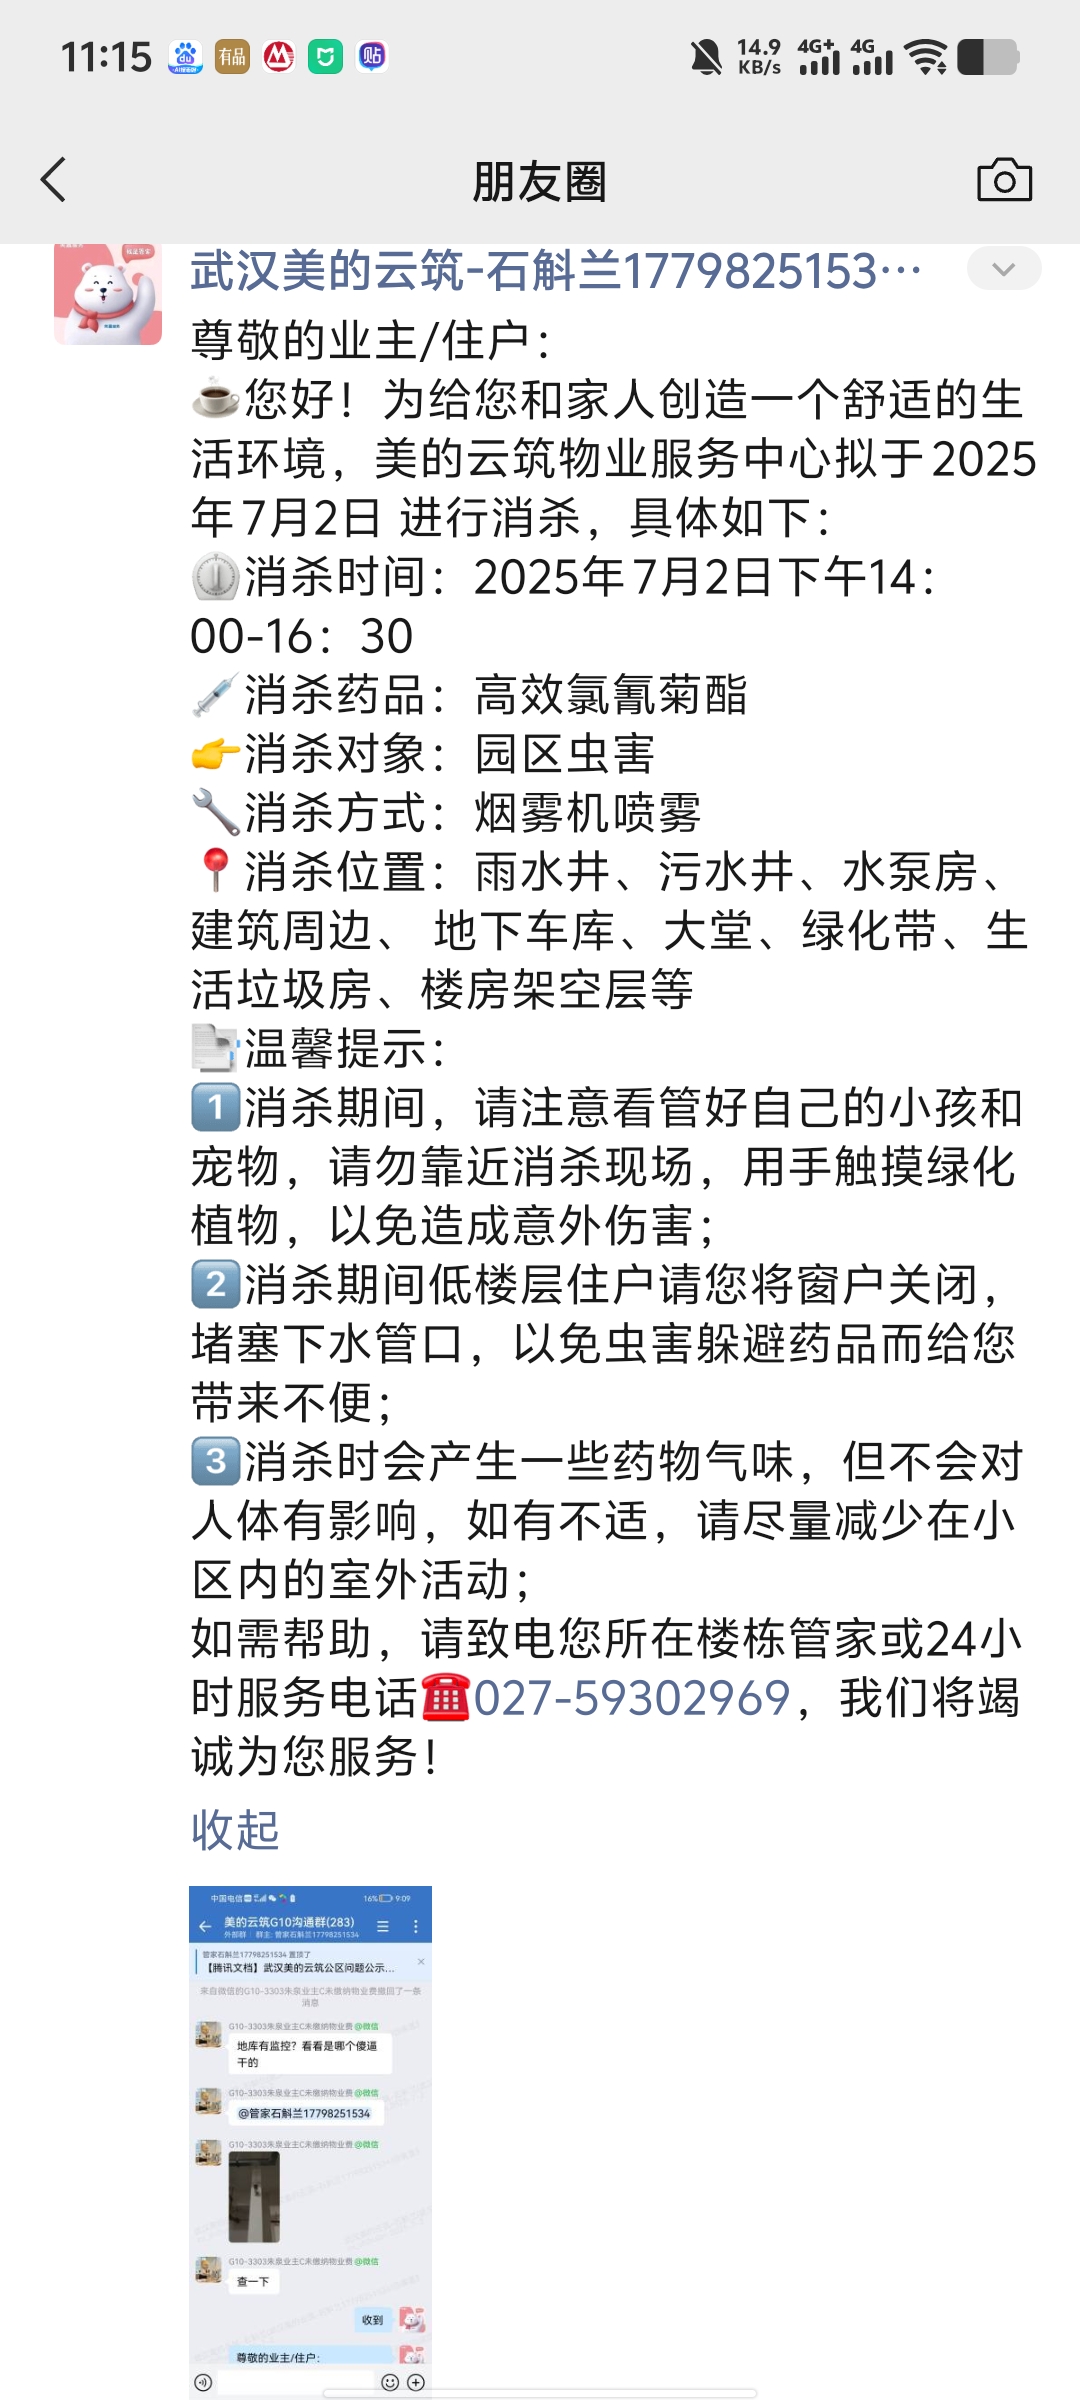 11:15
14.9
KB/s
4G+
4G
朋友圈
武汉美的云筑-石斛兰1779825153…
尊敬的业主/住户：
您好！为给您和家人创造一个舒适的生
活环境，美的云筑物业服务中心拟于2025
年7月2日 进行消杀，具体如下：
消杀时间：2025年7月2日下午14：
00-16：30
消杀药品：高效氯氰菊酯
消杀对象：园区虫害
消杀方式：烟雾机喷雾
消杀位置：雨水井、污水井、水泵房、
建筑周边、 地下车库、大堂、绿化带、生
活垃圾房、楼房架空层等
温馨提示：
1消杀期间，请注意看管好自己的小孩和
宠物，请勿靠近消杀现场，用手触摸绿化
植物，以免造成意外伤害；
2消杀期间低楼层住户请您将窗户关闭，
堵塞下水管口，以免虫害躲避药品而给您
带来不便；
3消杀时会产生一些药物气味，但不会对
人体有影响，如有不适，请尽量减少在小
区内的室外活动；
如需帮助，请致电您所在楼栋管家或24小
时服务电话☎027-59302969，我们将竭
诚为您服务！
收起
中国电信
16%
9:09
美的云筑G10沟通群(283)
外部群 群主: 管家石斛兰17798251534
管家石斛兰17798251534 置顶了
【腾讯文档】武汉美的云筑公区问题公示...
来自微信的G10-3303朱泉业主C未缴纳物业费撤回了一条
消息
G10-3303朱泉业主C未缴纳物业费 @微信
地库有监控？看看是哪个傻逼
干的
G10-3303朱泉业主C未缴纳物业费 @微信
@管家石斛兰17798251534
G10-3303朱泉业主C未缴纳物业费 @微信
G10-3303朱泉业主C未缴纳物业费 @微信
查一下
收到
尊敬的业主/住户：